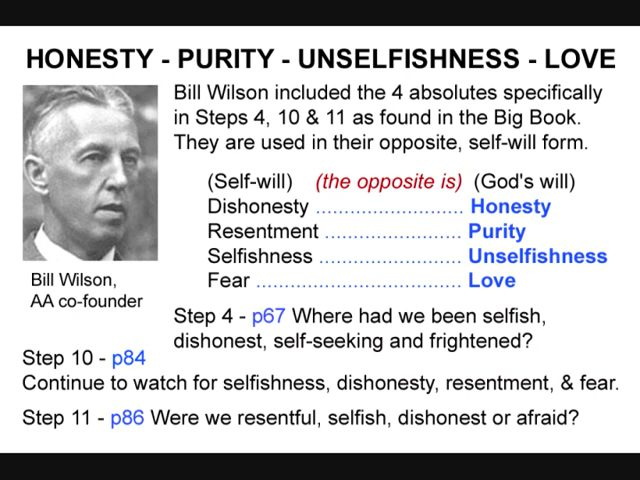 HONESTY - PURITY - UNSELFISHNESS - LOVE
Bill Wilson included the 4 absolutes specifically
in Steps 4, 10 & 11 as found in the Big Book.
They are used in their opposite, self-will form.
(Self-will) (the opposite is) (God's will)
Dishonesty .......................... Honesty
Resentment ........................ Purity
Selfishness ......................... Unselfishness
Fear .................................... Love
Bill Wilson,
AA co-founder
Step 4 - p67 Where had we been selfish,
dishonest, self-seeking and frightened?
Step 10 - p84
Continue to watch for selfishness, dishonesty, resentment, & fear.
Step 11 - p86 Were we resentful, selfish, dishonest or afraid?